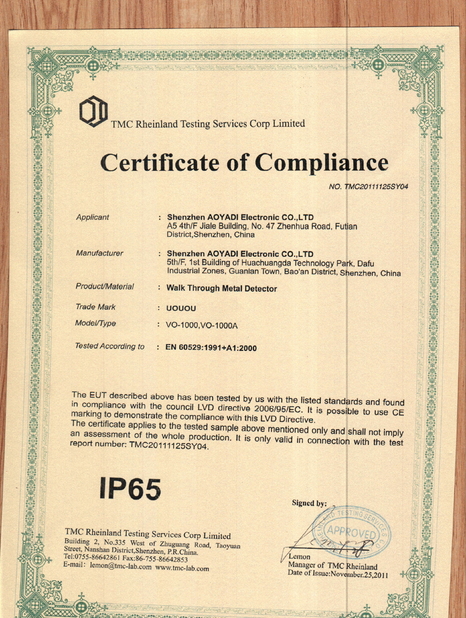 TMC Rheinland Testing Services Corp Limited
Certificate of Compliance
NO. TMC20111125SY04
Applicant : Shenzhen AOYADI Electronic CO.,LTD
A5 4th/F Jiale Building, No. 47 Zhenhua Road, Futian
District,Shenzhen, China
Manufacturer : Shenzhen AOYADI Electronic CO.,LTD
5th/F, 1st Building of Huachuangda Technology Park, Dafu
Industrial Zones, Guanlan Town, Bao'an District, Shenzhen, China
Product/Material : Walk Through Metal Detector
Trade Mark : UOUOU
Model/Type : VO-1000,VO-1000A
Tested According to : EN 60529:1991+A1:2000
The EUT described above has been tested by us with the listed standards and found
in compliance with the council LVD directive 2006/95/EC. It is possible to use CE
marking to demonstrate the compliance with this LVD Directive.
The certificate applies to the tested sample above mentioned only and shall not imply
an assessment of the whole production. It is only valid in connection with the test
report number: TMC20111125SY04.
IP65
Signed by:
APPROVED
TMC Rheinland Testing Services Corp Limited
Building 2, No.335 West of Zhuguang Road, Taoyuan
Street, Nanshan District,Shenzhen, P.R.China.
Tel:0755-86642861 Fax:86-755-86642853
E-mail: lemon@tmc-lab.com www.tmc-lab.com
Lemon
Manager of TMC Rheinland
Date of Issue:November.25,2011